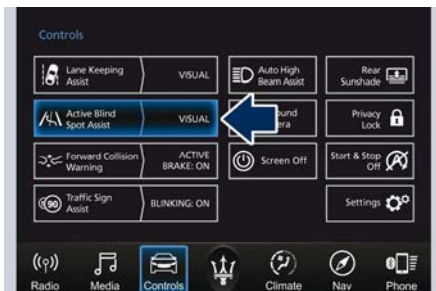 Controls
Lane Keeping
Assist
VISUAL
Auto High
Beam Assist
Rear
Sunshade
Active Blind
Spot Assist
VISUAL
Privacy
Lock
Forward Collision
Warning
ACTIVE
BRAKE: ON
Screen Off
Start & Stop
Off
90
Traffic Sign
Assist
BLINKING: ON
Settings
Radio
Media
Controls
Climate
Nav
Phone